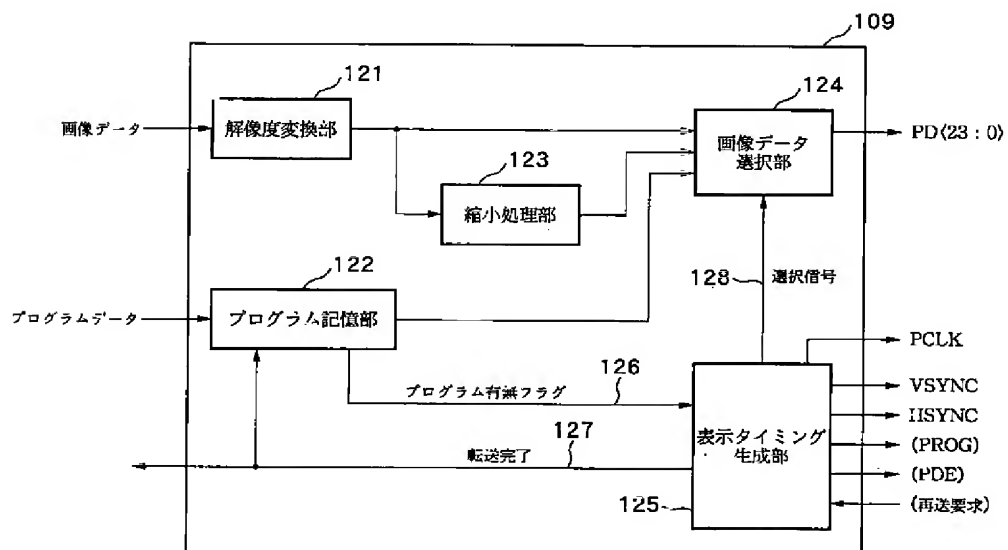 109
121
124
画像データ
解像度変換部
画像データ
選択部
PD(23：0)
123
縮小処理部
122
128
選択信号
プログラムデータ
プログラム記憶部
PCLK
126
プログラム有無フラグ
VSYNC
HSYNC
127
転送完了
表示タイミング
生成部
(PROG)
(PDE)
125
(再送要求)